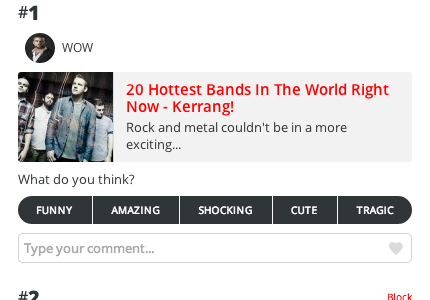 #1
WOW
20 Hottest Bands In The World Right
Now - Kerrang!
Rock and metal couldn't be in a more
exciting...
What do you think?
FUNNY AMAZING SHOCKING CUTE TRAGIC
Type your comment...
#2 Block